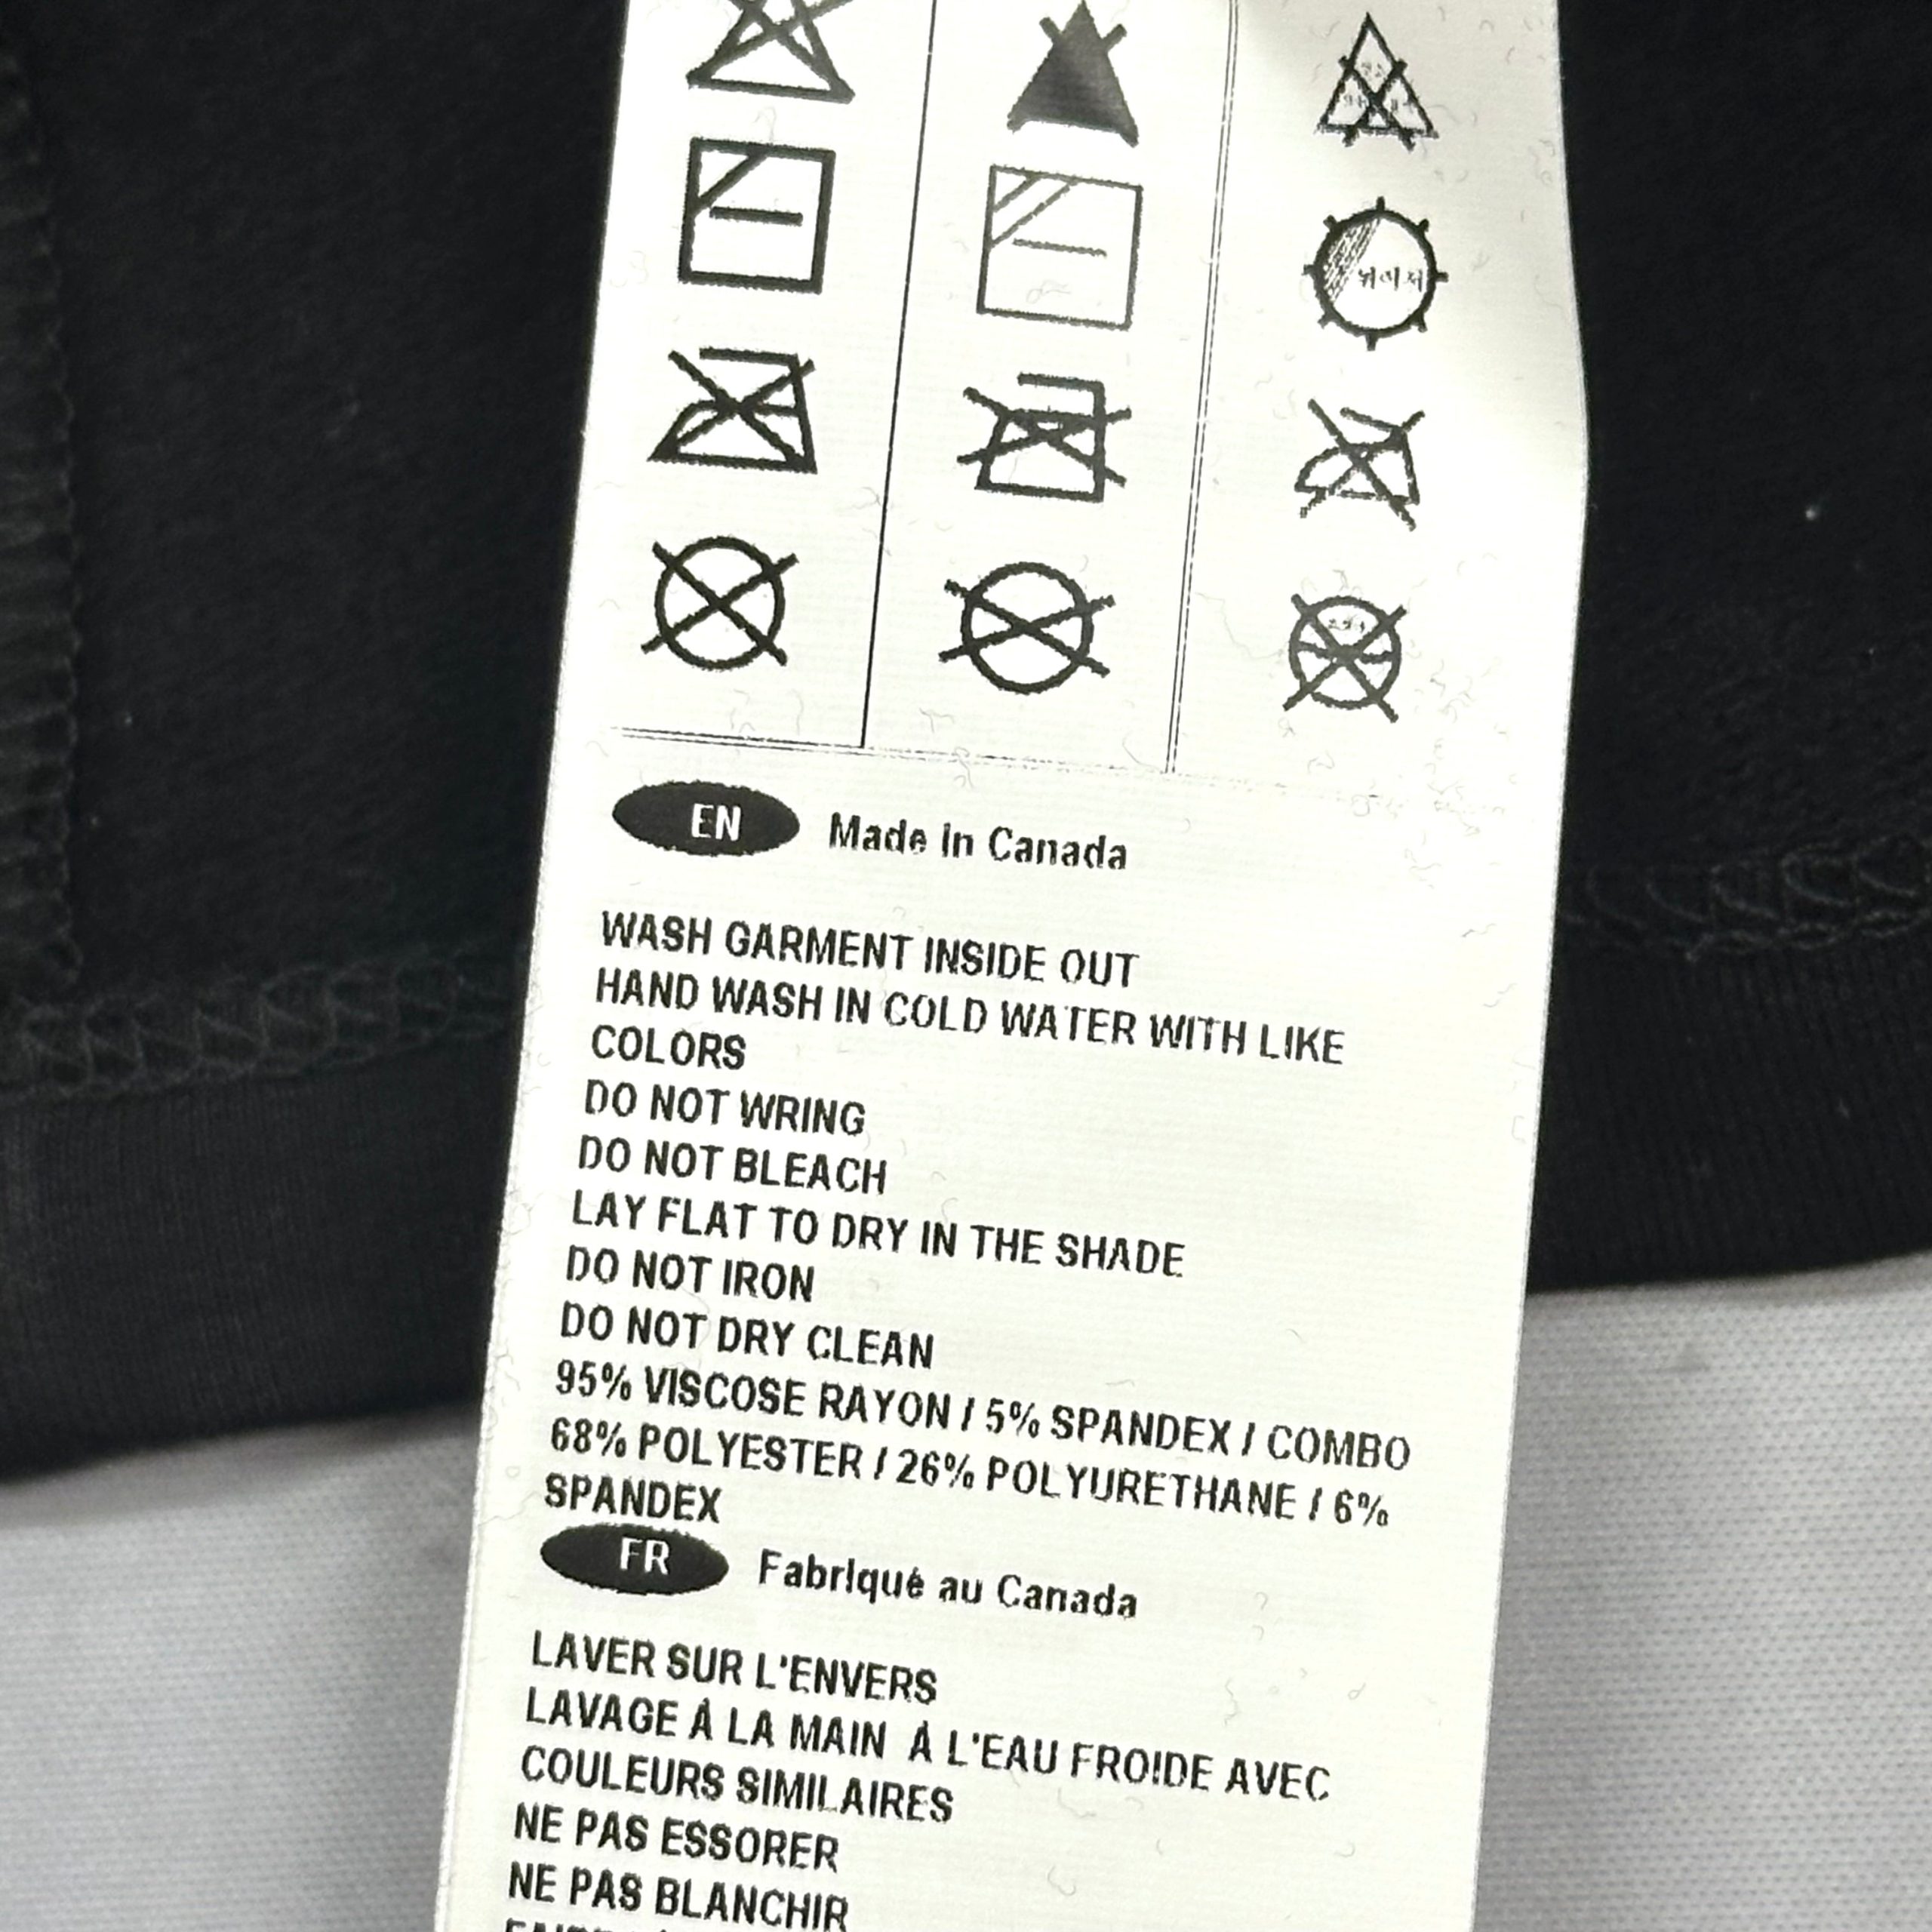 뉘어서
EN Made in Canada
WASH GARMENT INSIDE OUT
HAND WASH IN COLD WATER WITH LIKE
COLORS
DO NOT WRING
DO NOT BLEACH
LAY FLAT TO DRY IN THE SHADE
DO NOT IRON
DO NOT DRY CLEAN
95% VISCOSE RAYON / 5% SPANDEX / COMBO
68% POLYESTER / 26% POLYURETHANE / 6%
SPANDEX
FR Fabriqué au Canada
LAVER SUR L'ENVERS
LAVAGE À LA MAIN À L'EAU FROIDE AVEC
COULEURS SIMILAIRES
NE PAS ESSORER
NE PAS BLANCHIR